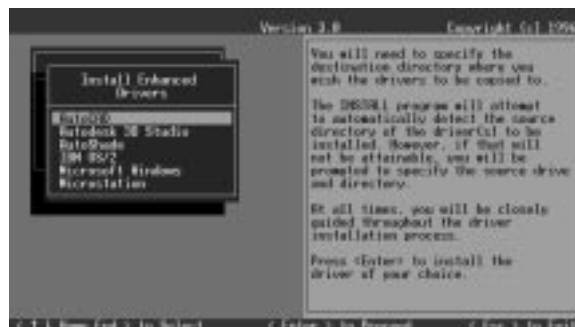 Version 3.0 Copyright (c) 1996
Install Enhanced
Drivers
AutoCAD
Autodesk 3D Studio
AutoShade
IBM OS/2
Microsoft Windows
Microstation
You will need to specify the
destination directory where you
wish the drivers to be copied to.
The INSTALL program will attempt
to automatically detect the source
directory of the driver(s) to be
installed. However, if that will
not be attainable, you will be
prompted to specify the source drive
and directory.
At all times, you will be closely
guided throughout the driver
installation process.
Press <Enter> to install the
driver of your choice.
Home End > to Select < Enter > to Proceed < Esc > to Exit